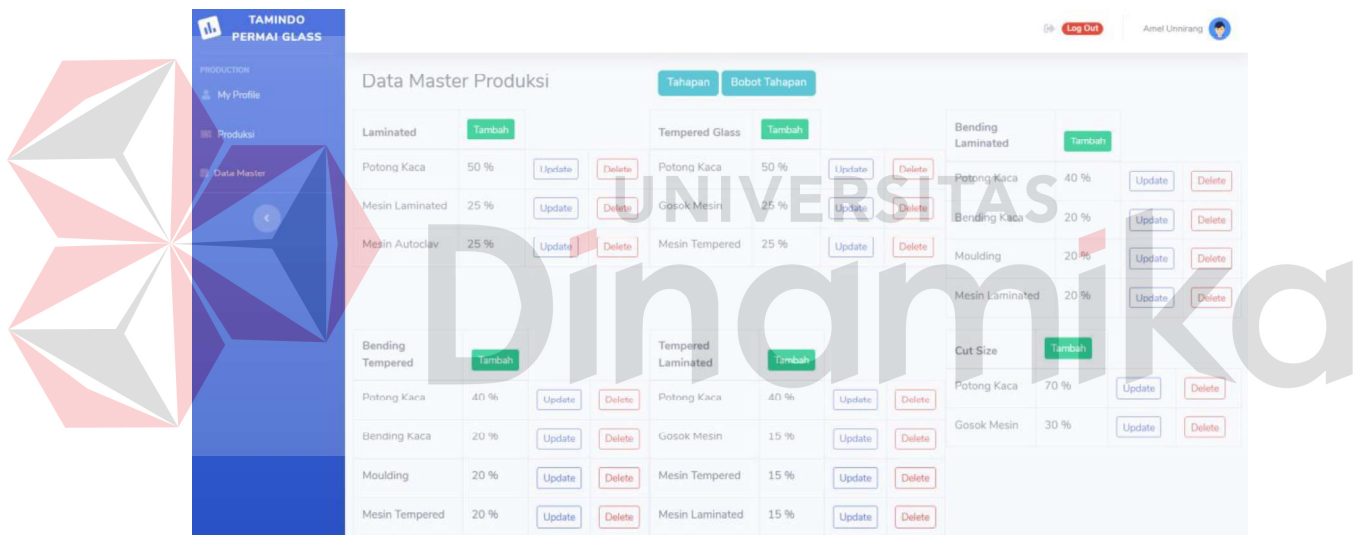 TAMINDO
PERMAI GLASS
Log Out
Amel Unnirang
PRODUCTION
My Profile
Produksi
Data Master
Data Master Produksi
Tahapan
Bobot Tahapan
Laminated Tambah
Potong Kaca 50 % Update Delete
Mesin Laminated 25 % Update Delete
Mesin Autoclav 25 % Update Delete
Tempered Glass Tambah
Potong Kaca 50 % Update Delete
Gosok Mesin 25 % Update Delete
Mesin Tempered 25 % Update Delete
Bending
Laminated Tambah
Potong Kaca 40 % Update Delete
Bending Kaca 20 % Update Delete
Moulding 20 % Update Delete
Mesin Laminated 20 % Update Delete
Bending
Tempered Tambah
Potong Kaca 40 % Update Delete
Bending Kaca 20 % Update Delete
Moulding 20 % Update Delete
Mesin Tempered 20 % Update Delete
Tempered
Laminated Tambah
Potong Kaca 40 % Update Delete
Gosok Mesin 15 % Update Delete
Mesin Tempered 15 % Update Delete
Mesin Laminated 15 % Update Delete
Cut Size Tambah
Potong Kaca 70 % Update Delete
Gosok Mesin 30 % Update Delete
UNIVERSITAS
Dinamika